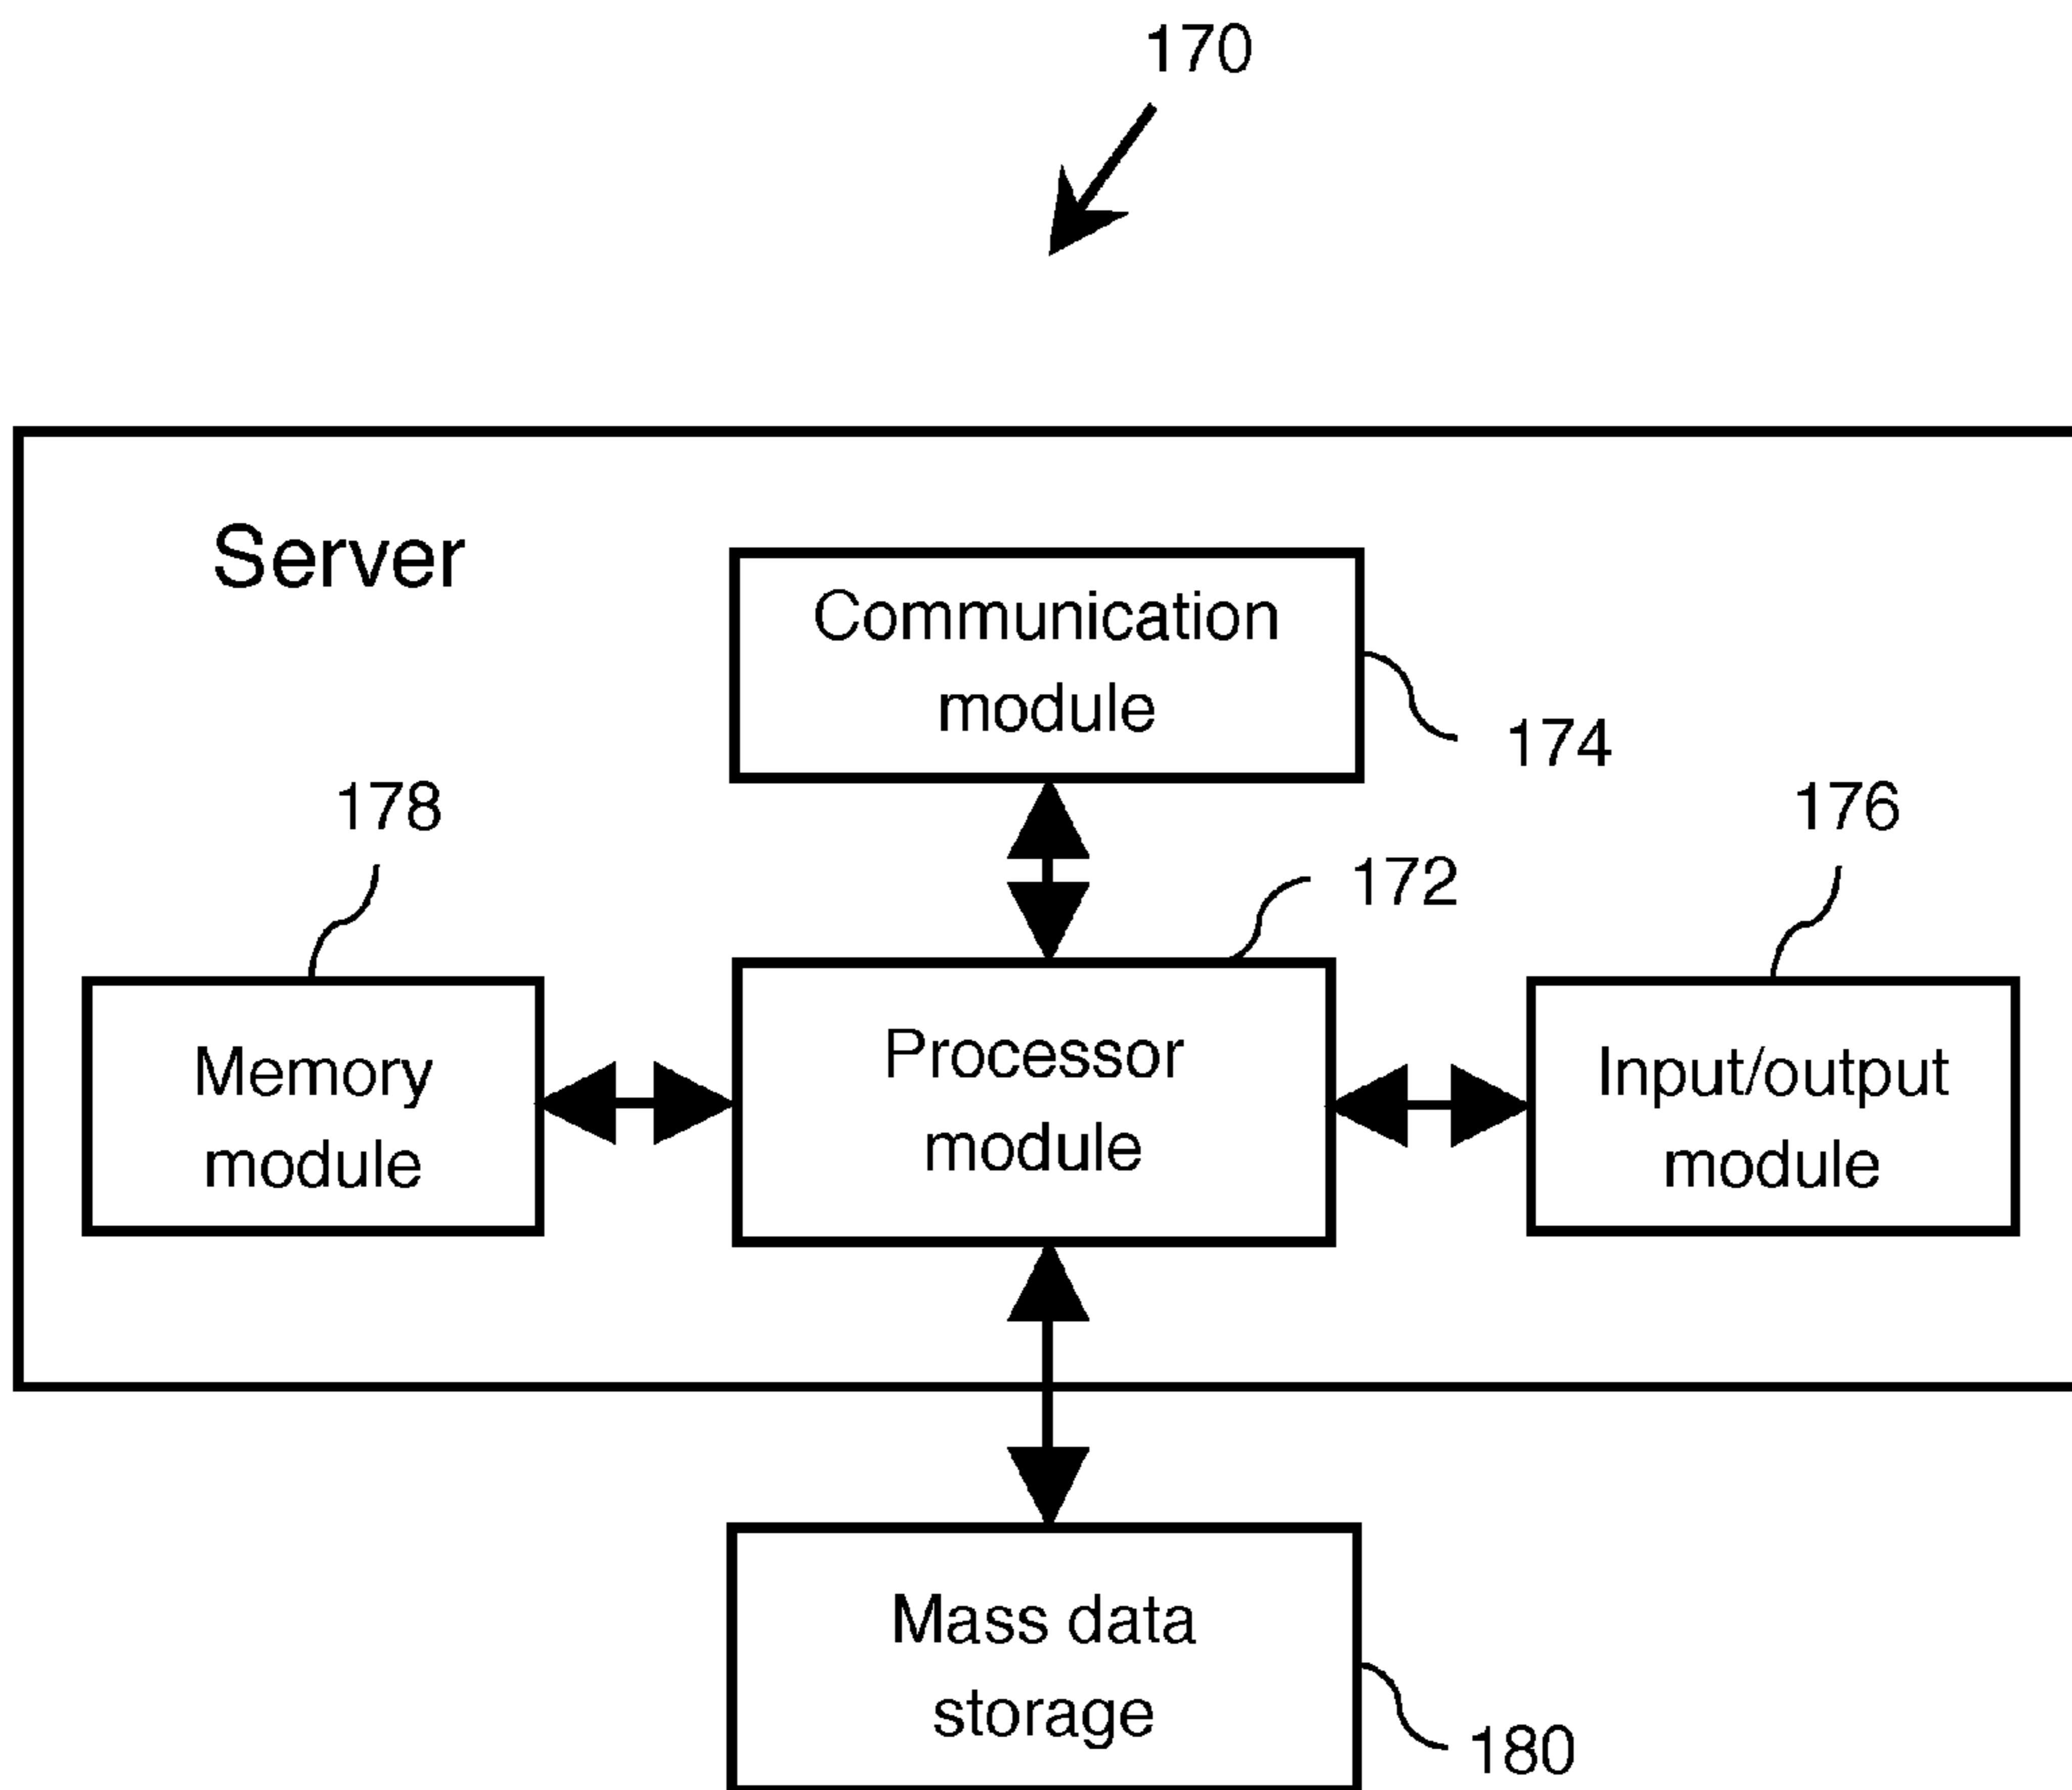 170
Server
Communication
module
174
178
176
172
Memory
module
Processor
module
Input/output
module
Mass data
storage
180